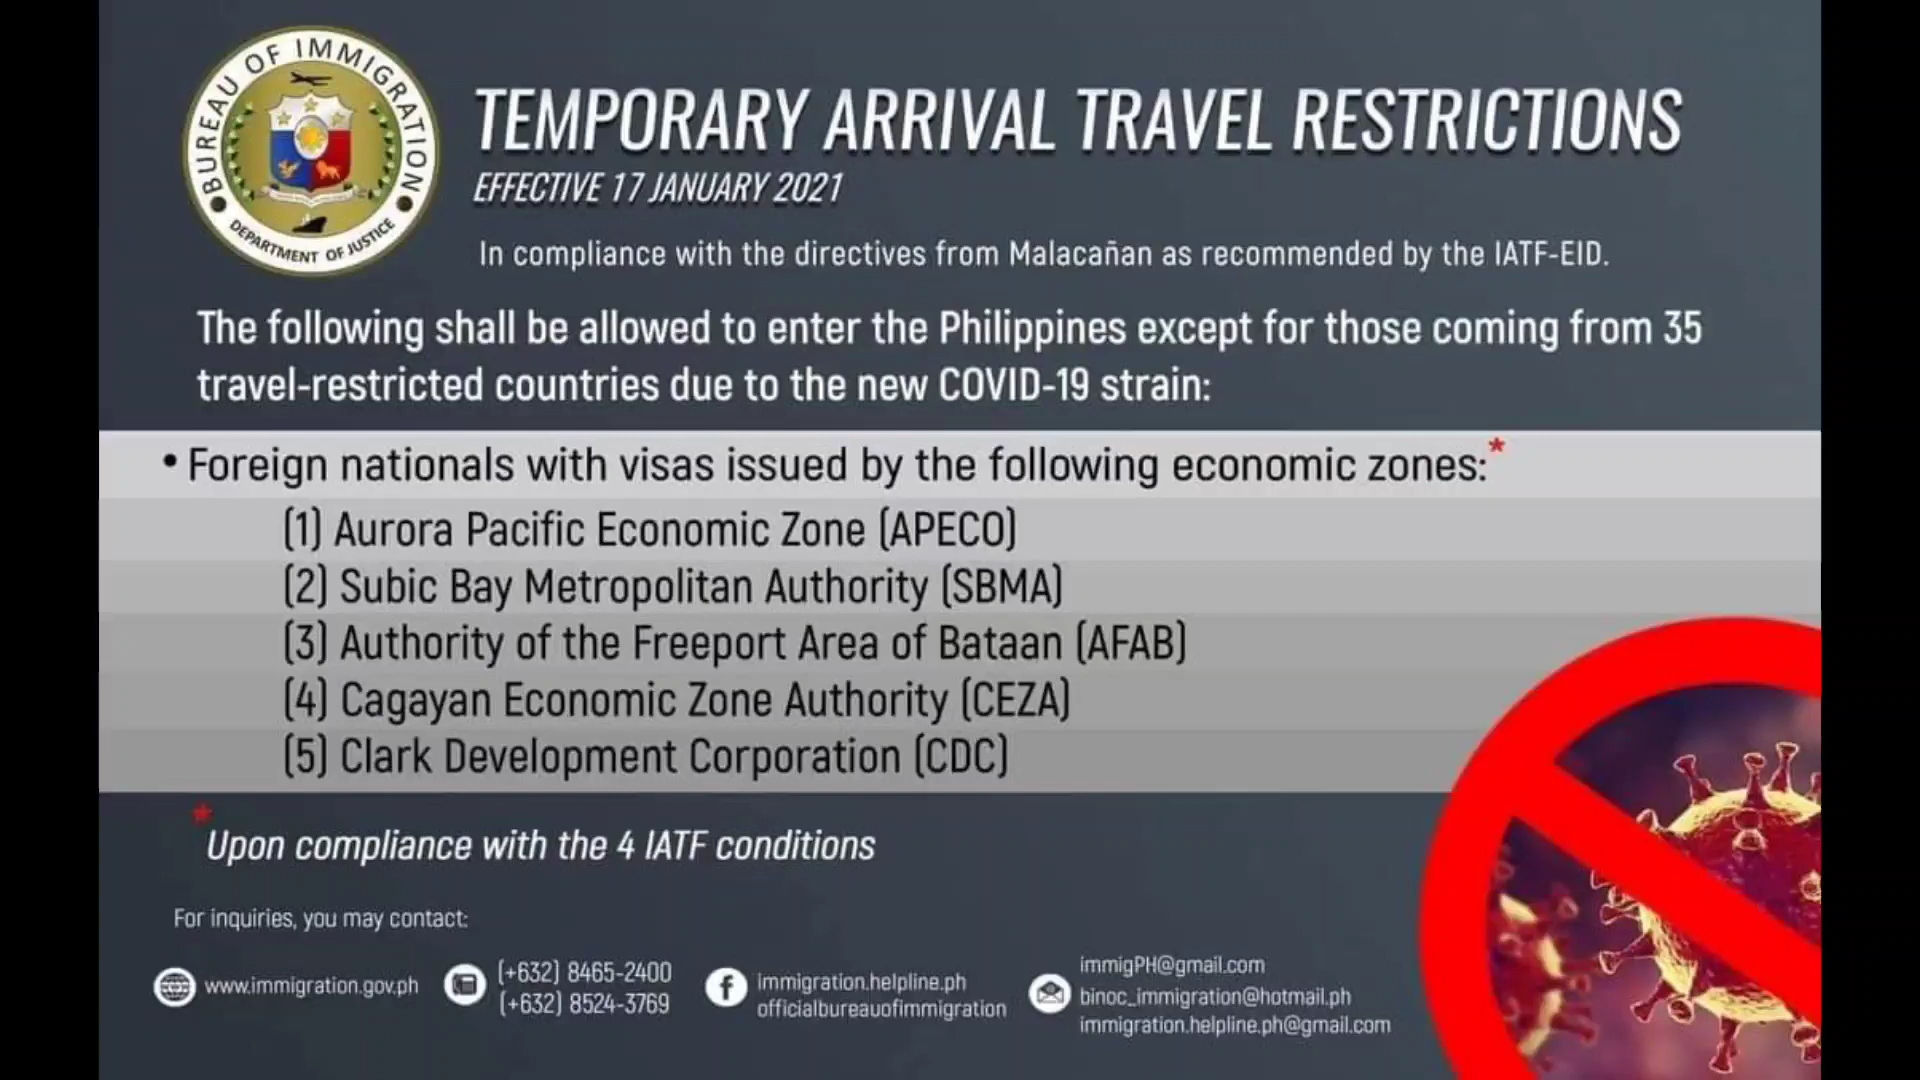 BUREAU OF IMMIGRATION
DEPARTMENT OF JUSTICE
TEMPORARY ARRIVAL TRAVEL RESTRICTIONS
EFFECTIVE 17 JANUARY 2021
In compliance with the directives from Malacañan as recommended by the IATF-EID.
The following shall be allowed to enter the Philippines except for those coming from 35
travel-restricted countries due to the new COVID-19 strain:
• Foreign nationals with visas issued by the following economic zones:*
(1) Aurora Pacific Economic Zone (APECO)
(2) Subic Bay Metropolitan Authority (SBMA)
(3) Authority of the Freeport Area of Bataan (AFAB)
(4) Cagayan Economic Zone Authority (CEZA)
(5) Clark Development Corporation (CDC)
*Upon compliance with the 4 IATF conditions
For inquiries, you may contact:
www.immigration.gov.ph
(+632) 8465-2400
(+632) 8524-3769
immigration.helpline.ph
officialbureauofimmigration
immigPH@gmail.com
binoc_immigration@hotmail.ph
immigration.helpline.ph@gmail.com